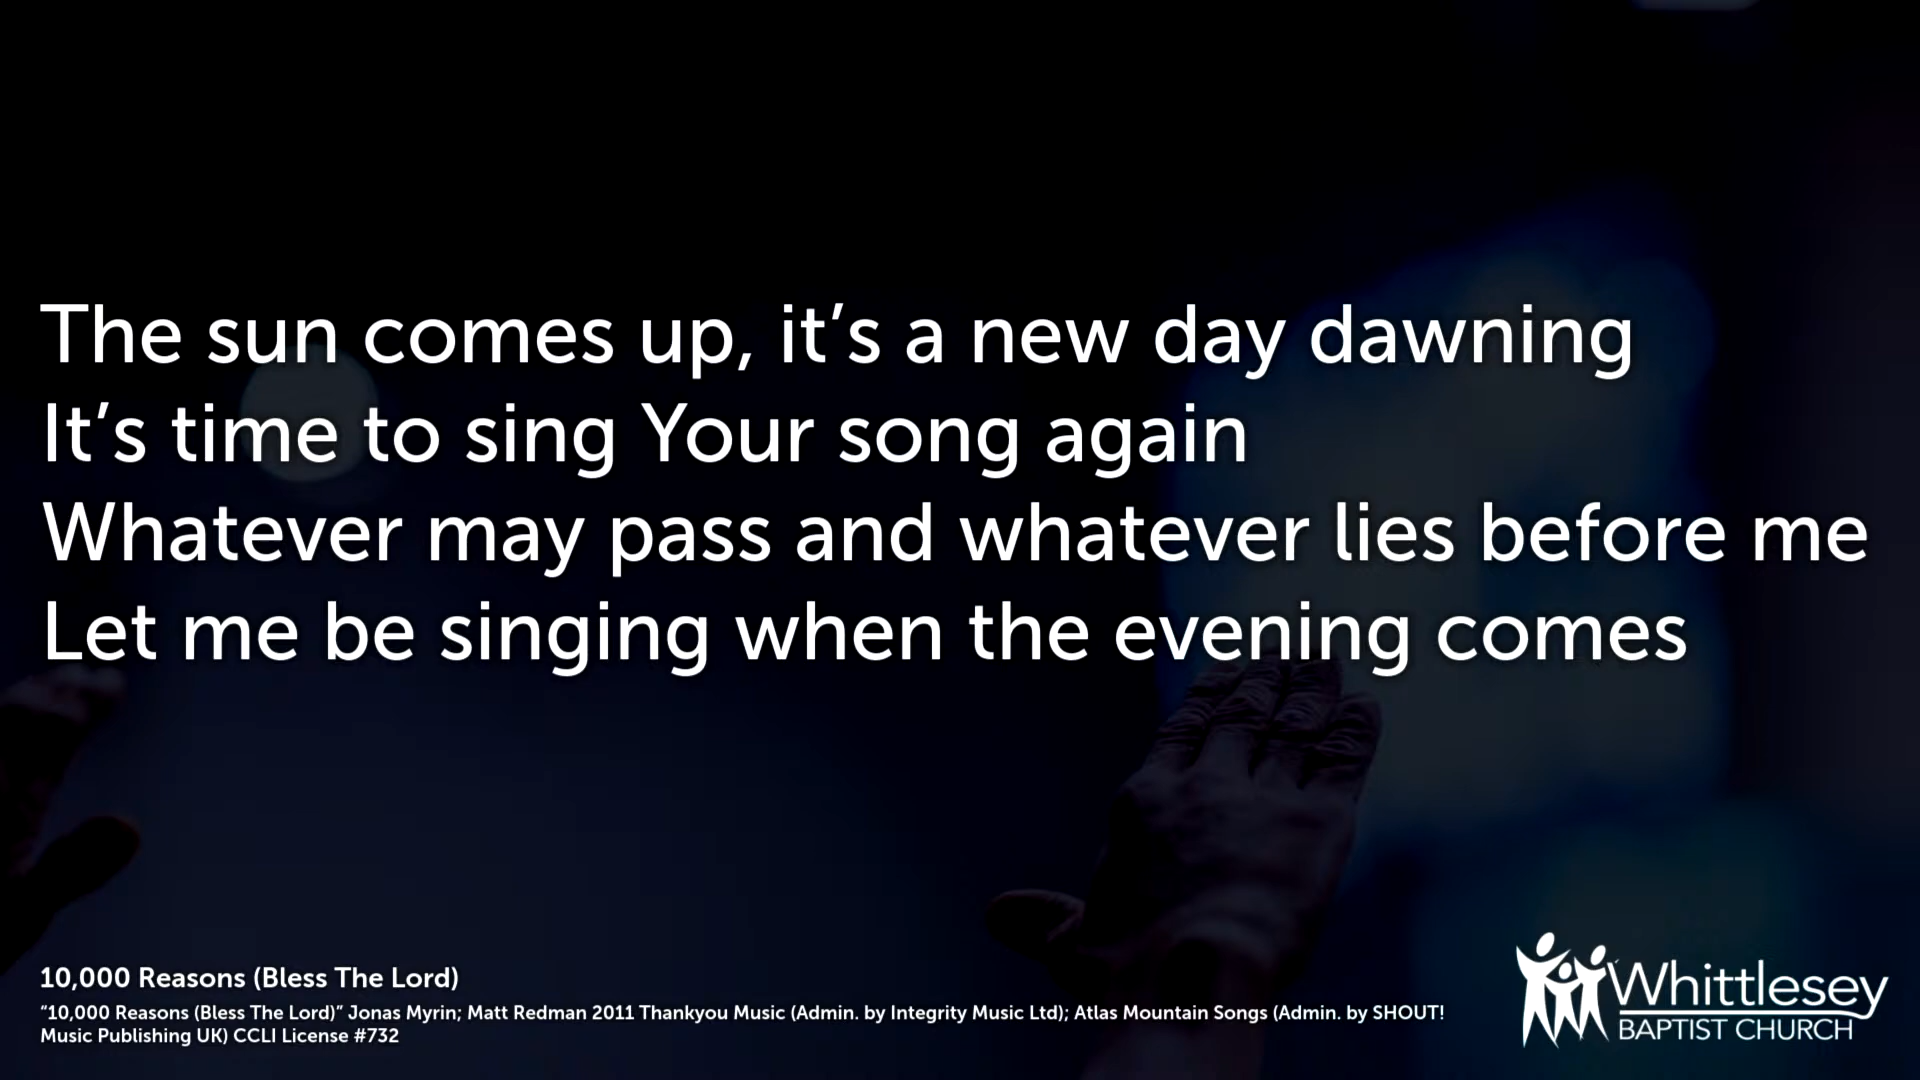 The sun comes up, it’s a new day dawning
It’s time to sing Your song again
Whatever may pass and whatever lies before me
Let me be singing when the evening comes
10,000 Reasons (Bless The Lord)
“10,000 Reasons (Bless The Lord)” Jonas Myrin; Matt Redman 2011 Thankyou Music (Admin. by Integrity Music Ltd); Atlas Mountain Songs (Admin. by SHOUT!
Music Publishing UK) CCLI License #732
Whittlesey
BAPTIST CHURCH